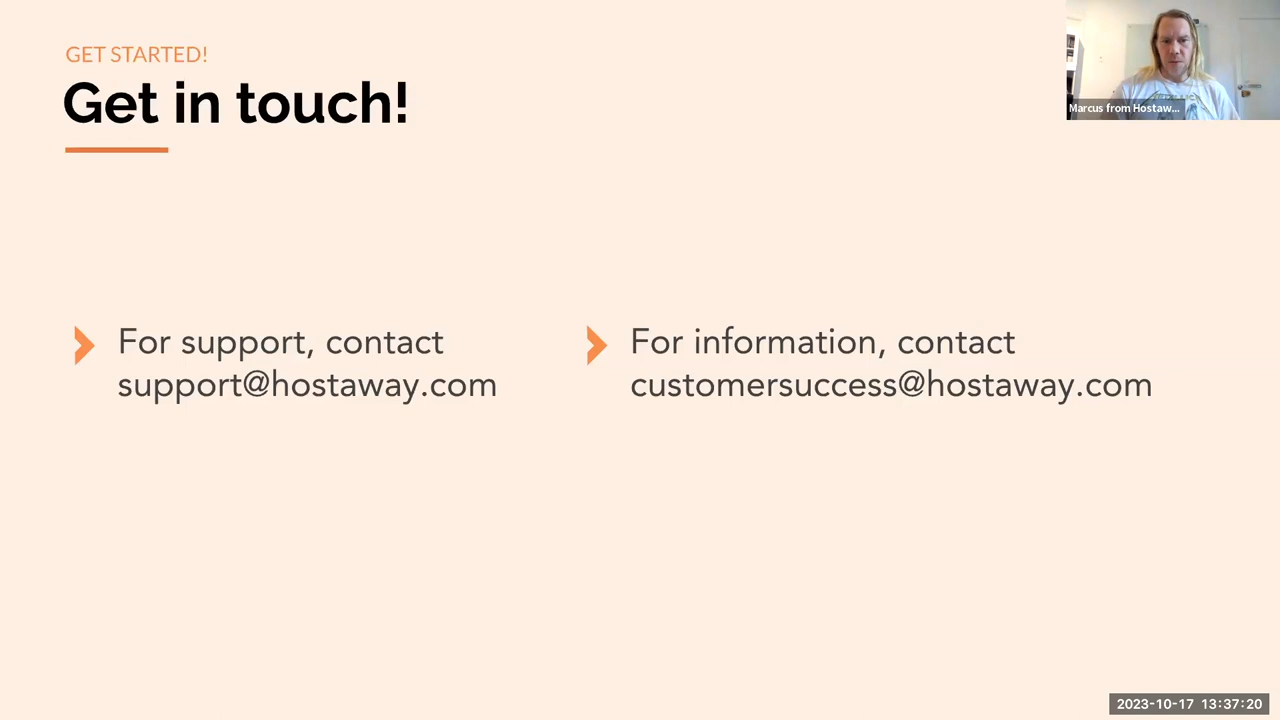 GET STARTED!
Get in touch!
For support, contact
support@hostaway.com
For information, contact
customersuccess@hostaway.com
Marcus from Hostaw...
2023-10-17 13:37:20